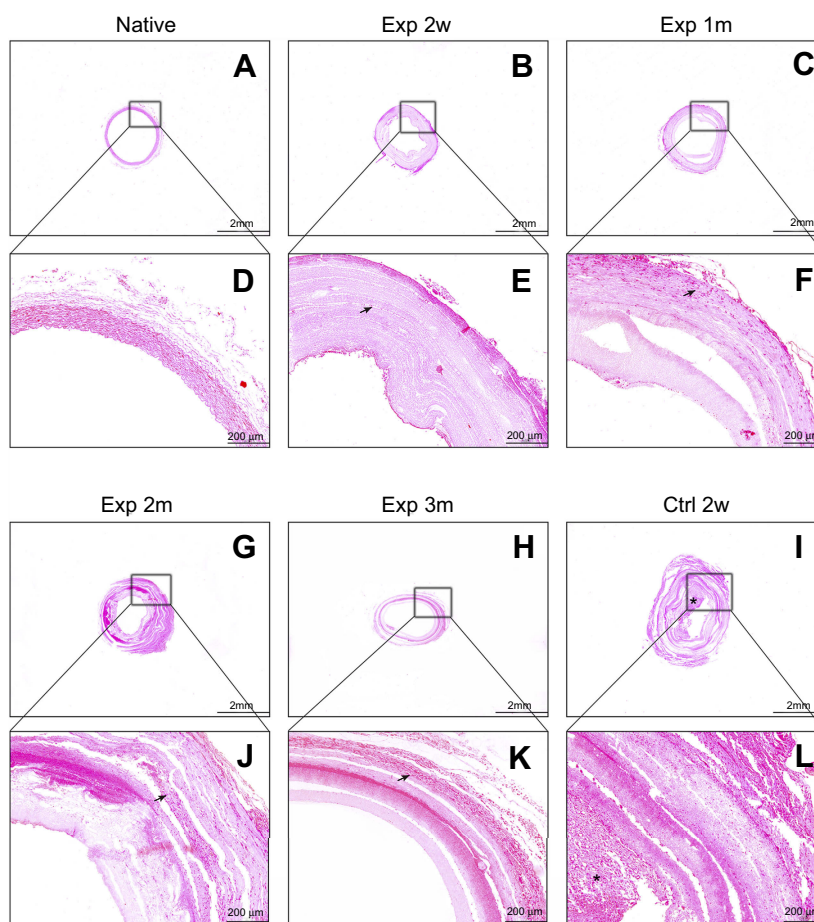 Native Exp 2w Exp 1m
A B C
2mm 2mm 2mm
D E F
200 µm 200 µm 200 µm
Exp 2m Exp 3m Ctrl 2w
G H I
*
2mm 2mm 2mm
J K L
*
200 µm 200 µm 200 µm